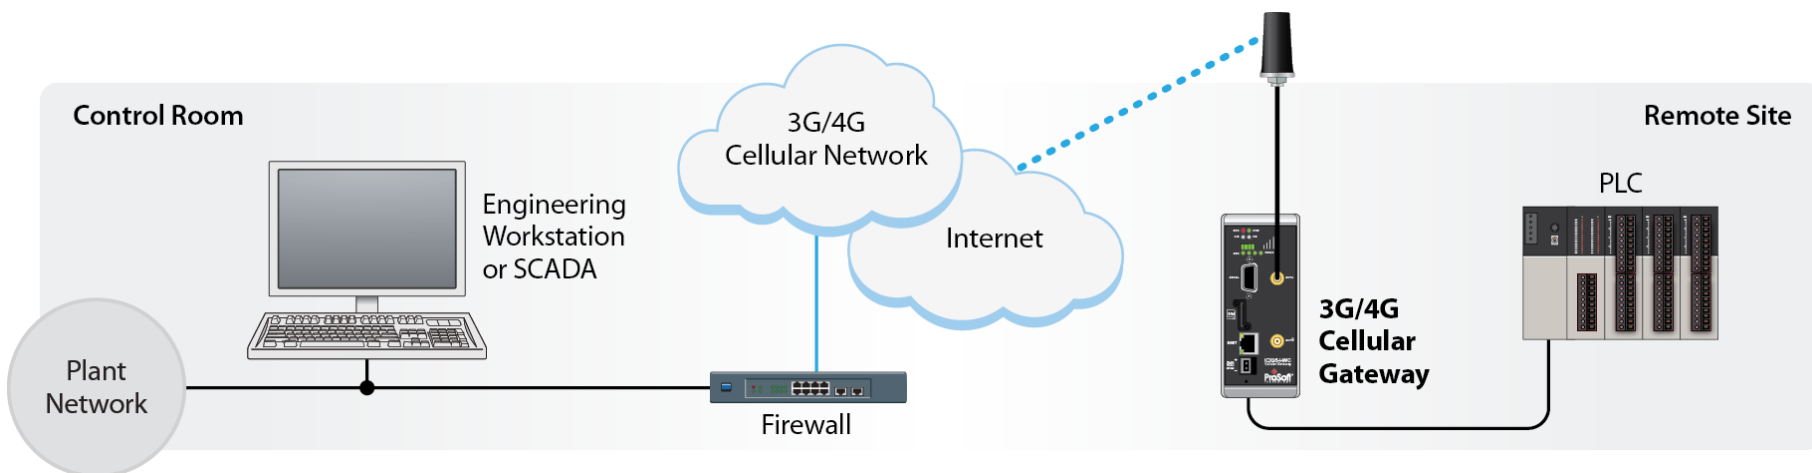 Control Room
Engineering
Workstation
or SCADA
Plant
Network
3G/4G
Cellular Network
Internet
Firewall
Remote Site
PLC
3G/4G
Cellular
Gateway
ProSoft